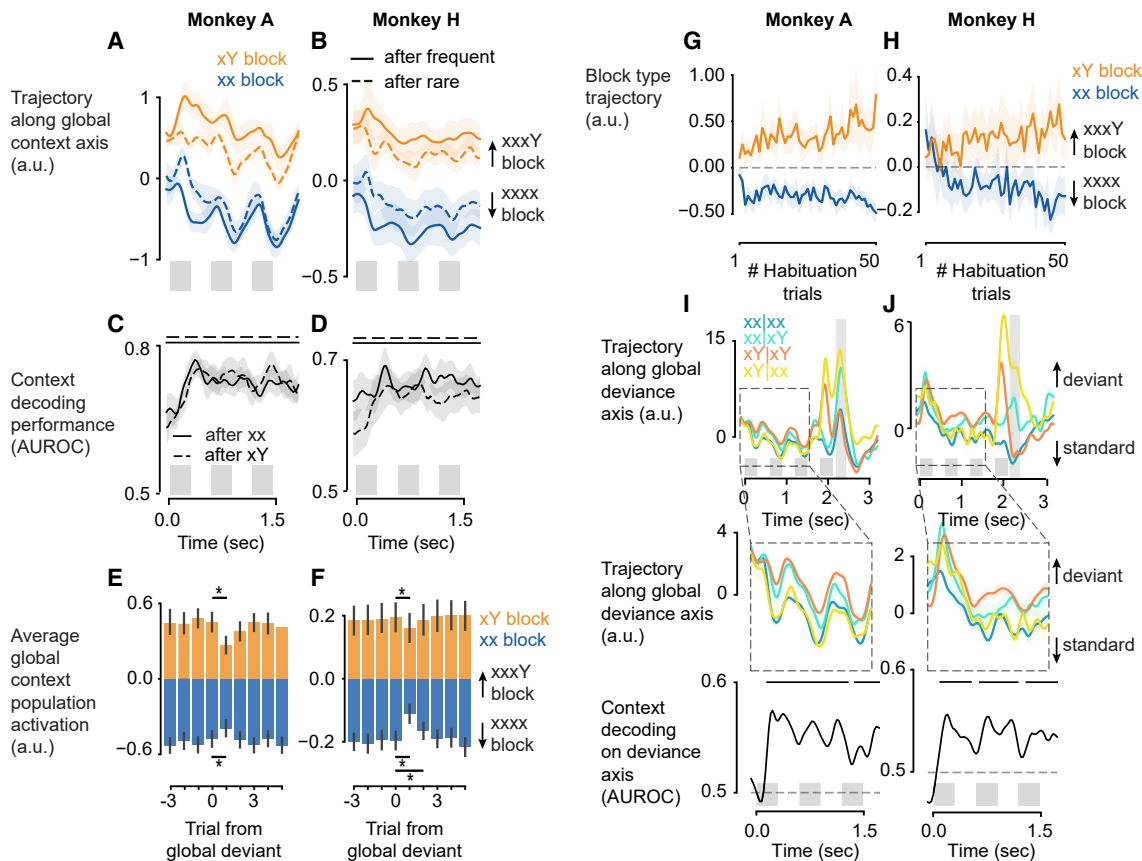 Monkey A
Monkey H
A
B
xY block
xx block
after frequent
after rare
Trajectory
along global
context axis
(a.u.)
1
0
−1
0.5
0.0
−0.5
xxxY
block
xxxx
block
C
D
Context
decoding
performance
(AUROC)
0.8
0.5
0.7
0.5
after xx
after xY
0.0
1.5
0.0
1.5
Time (sec)
Time (sec)
E
F
Average
global
context
population
activation
(a.u.)
0.6
0.0
−0.6
0.2
0.0
−0.2
*
*
*
*
*
xY block
xx block
xxxY
block
xxxx
block
-3
0
3
-3
0
3
Trial from
global deviant
Trial from
global deviant
Monkey A
Monkey H
G
H
Block type
trajectory
(a.u.)
1.00
0.50
0.00
−0.50
0.4
0.2
0.0
−0.2
xY block
xx block
xxxY
block
xxxx
block
1
50
1
50
# Habituation
trials
# Habituation
trials
I
J
Trajectory
along global
deviance
axis (a.u.)
15
0
6
0
xx|xx
xx|xY
xY|xY
xY|xx
deviant
standard
0
1
2
3
0
1
2
3
Time (sec)
Time (sec)
Trajectory
along global
deviance axis
(a.u.)
4
0
2
0
deviant
standard
Context
decoding
on deviance
axis
(AUROC)
0.6
0.5
0.6
0.5
0.0
1.5
0.0
1.5
Time (sec)
Time (sec)